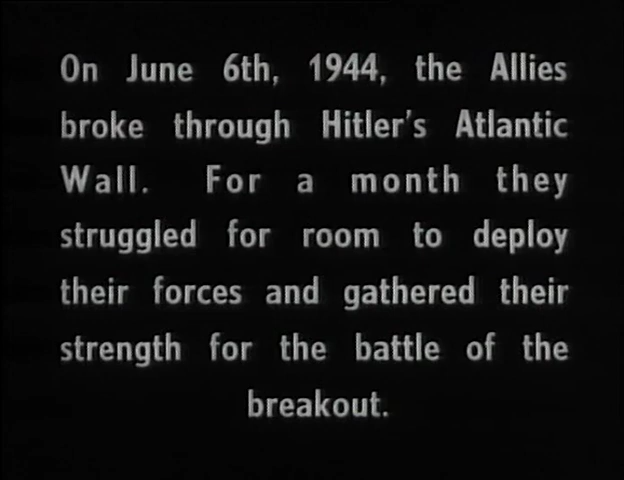 On June 6th, 1944, the Allies
broke through Hitler's Atlantic
Wall. For a month they
struggled for room to deploy
their forces and gathered their
strength for the battle of the
breakout.